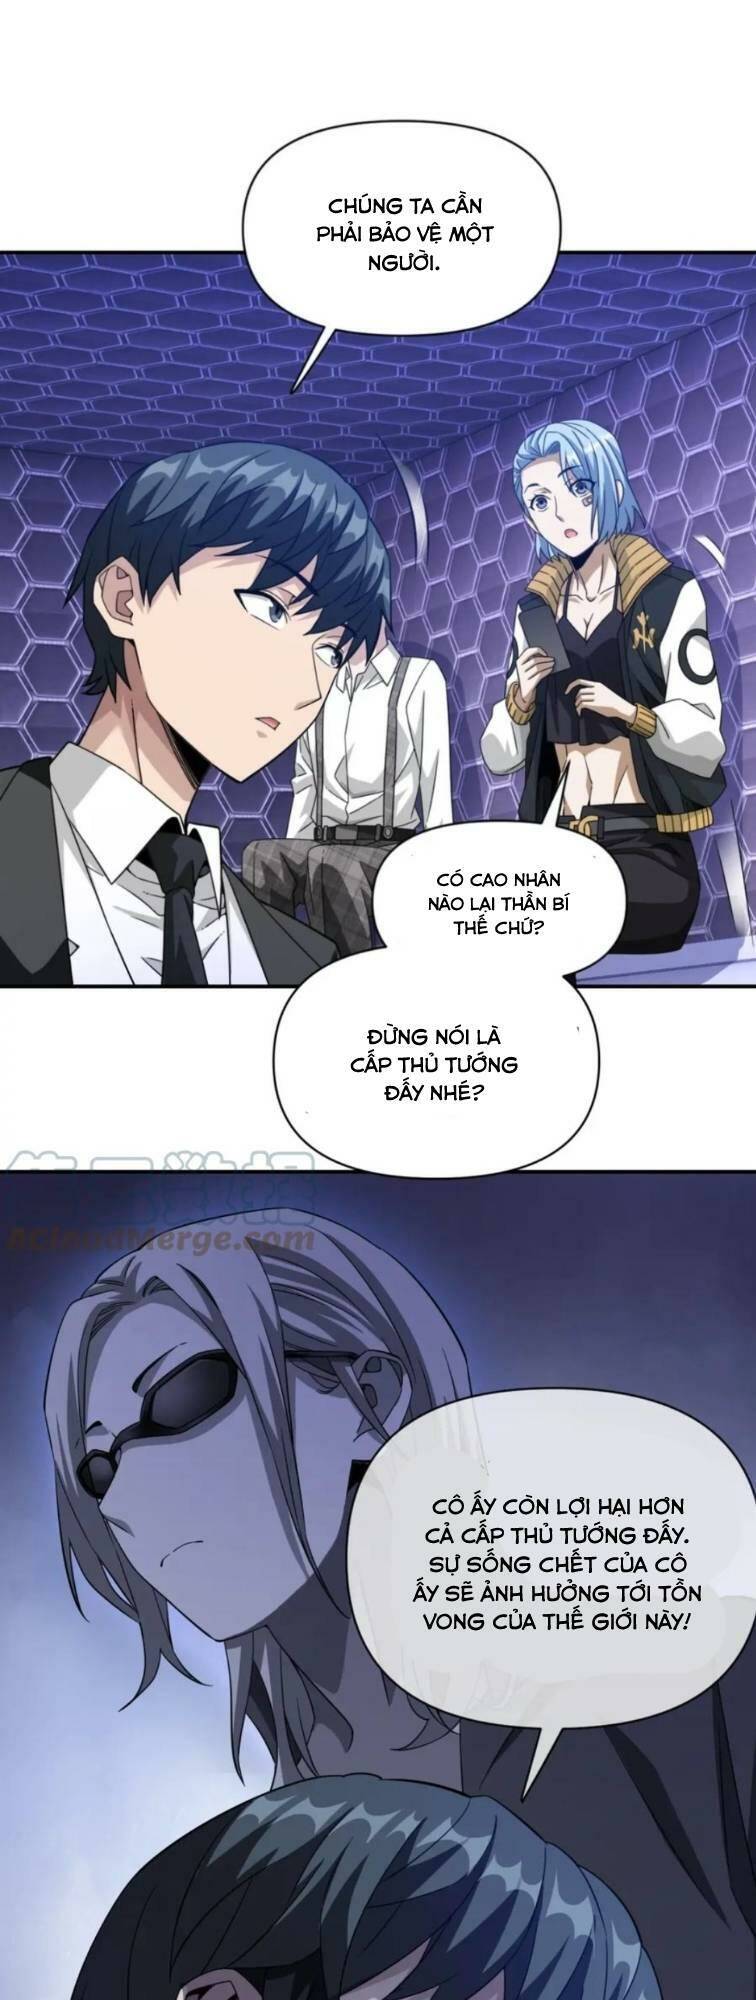 CHÚNG TA CẦN
PHẢI BẢO VỆ MỘT
NGƯỜI.
CÓ CAO NHÂN
NÀO LẠI THẦN BÍ
THẾ CHỨ?
ĐỪNG NÓI LÀ
CẤP THỦ TƯỚNG
ĐẤY NHÉ?
ACloudMerge.com
CÔ ẤY CÒN LỢI HẠI HƠN
CẢ CẤP THỦ TƯỚNG ĐẤY.
SỰ SỐNG CHẾT CỦA CÔ
ẤY SẼ ẢNH HƯỞNG TỚI TỒN
VONG CỦA THẾ GIỚI NÀY!